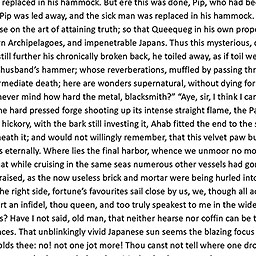 replaced in his hammock. But ere this was done, Pip, who had bee
Pip was led away, and the sick man was replaced in his hammock.
se on the art of attaining truth; so that Queequeg in his own prope
n Archipelagoes, and impenetrable Japans. Thus this mysterious, d
still further his chronically broken back, he toiled away, as if toil we
husband's hammer; whose reverberations, muffled by passing thr
rmediate death; here are wonders supernatural, without dying for
never mind how hard the metal, blacksmith?" "Aye, sir, I think I can
he hard pressed forge shooting up its intense straight flame, the Pa
hickory, with the bark still investing it, Ahab fitted the end to the s
neath it; and would not willingly remember, that this velvet paw bu
s eternally. Where lies the final harbor, whence we unmoor no mo
at while cruising in the same seas numerous other vessels had gon
raised, as the now useless brick and mortar were being hurled into
he right side, fortune's favourites sail close by us, we, though all ad
rt an infidel, thou queen, and too truly speakest to me in the wide
s? Have I not said, old man, that neither hearse nor coffin can be t
nces. That unblinkingly vivid Japanese sun seems the blazing focus
olds thee: no! not one jot more! Thou canst not tell where one dro